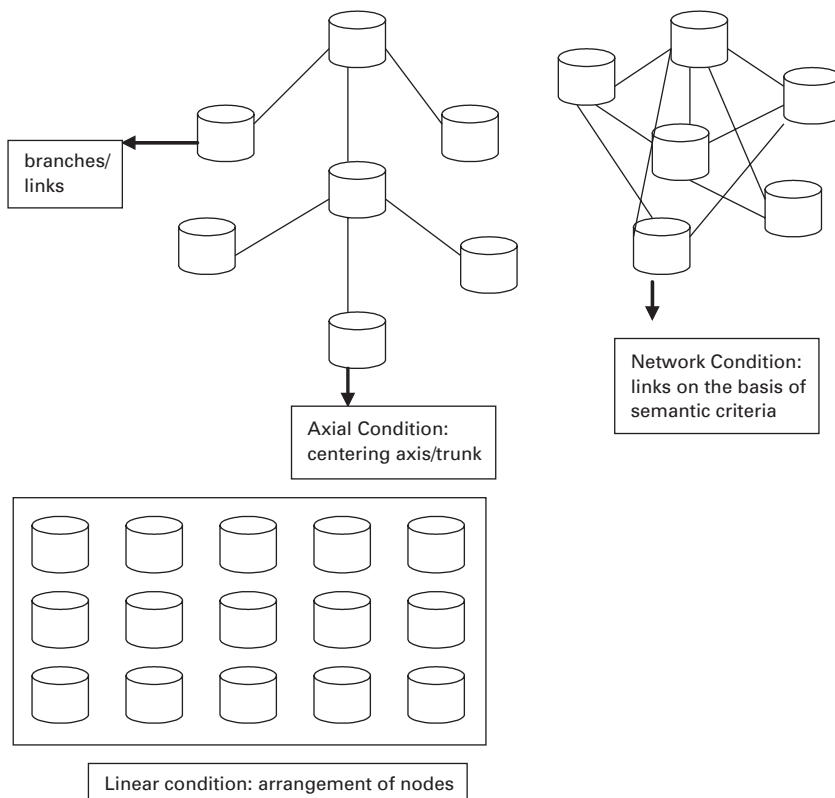 branches/
links
Network Condition:
links on the basis of
semantic criteria
Axial Condition:
centering axis/trunk
Linear condition: arrangement of nodes